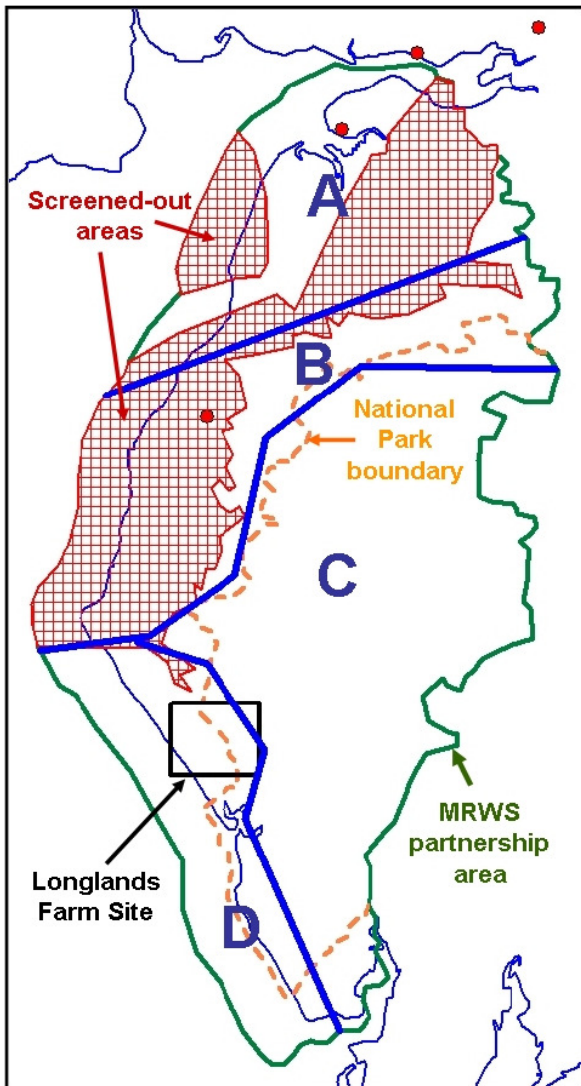 Screened-out
areas
A
B
National
Park
boundary
C
MRWS
partnership
area
Longlands
Farm Site
D